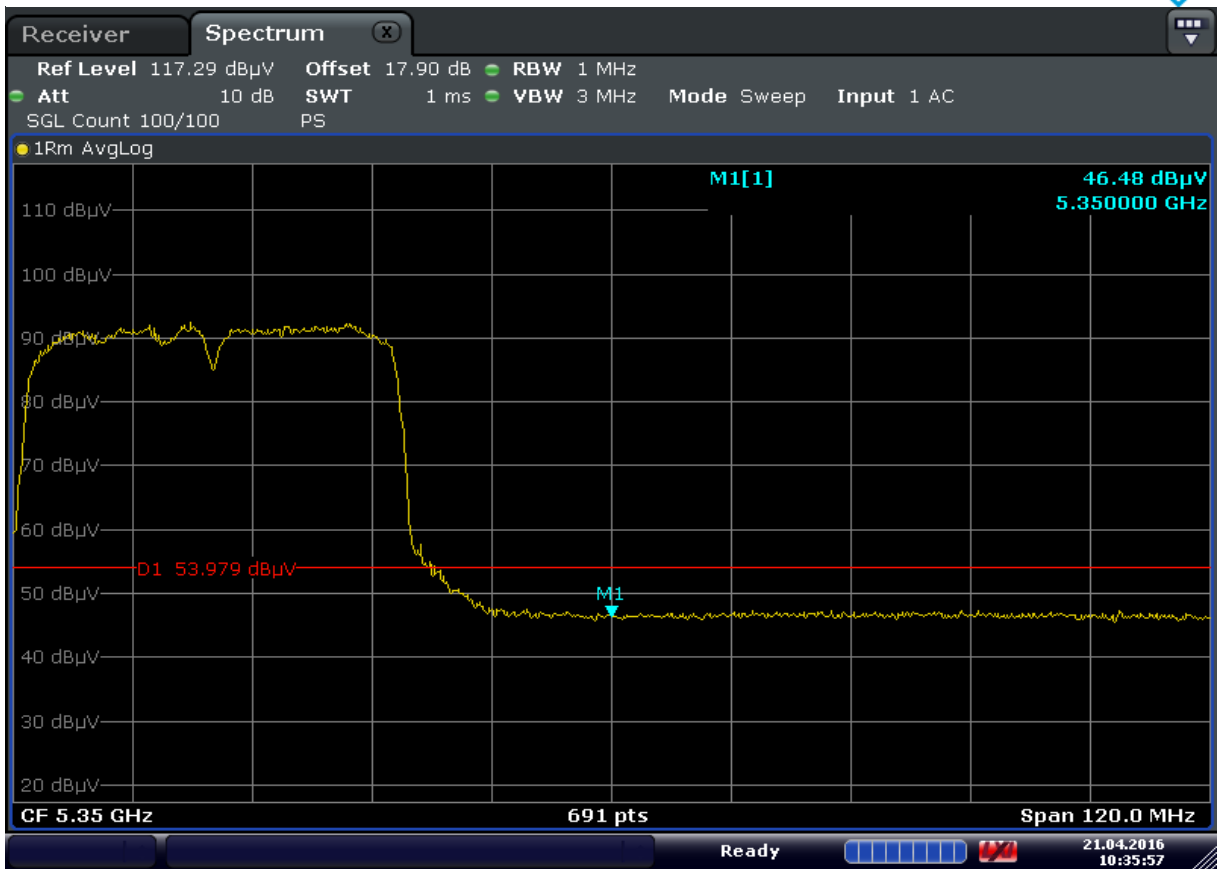 Receiver Spectrum X
Ref Level 117.29 dBµV Offset 17.90 dB RBW 1 MHz
Att 10 dB SWT 1 ms VBW 3 MHz Mode Sweep Input 1 AC
SGL Count 100/100 PS
1Rm AvgLog
M1[1] 46.48 dBµV
5.350000 GHz
110 dBµV
100 dBµV
90 dBµV
80 dBµV
70 dBµV
60 dBµV
D1 53.979 dBµV
50 dBµV
M1
40 dBµV
30 dBµV
20 dBµV
CF 5.35 GHz 691 pts Span 120.0 MHz
Ready 21.04.2016
10:35:57